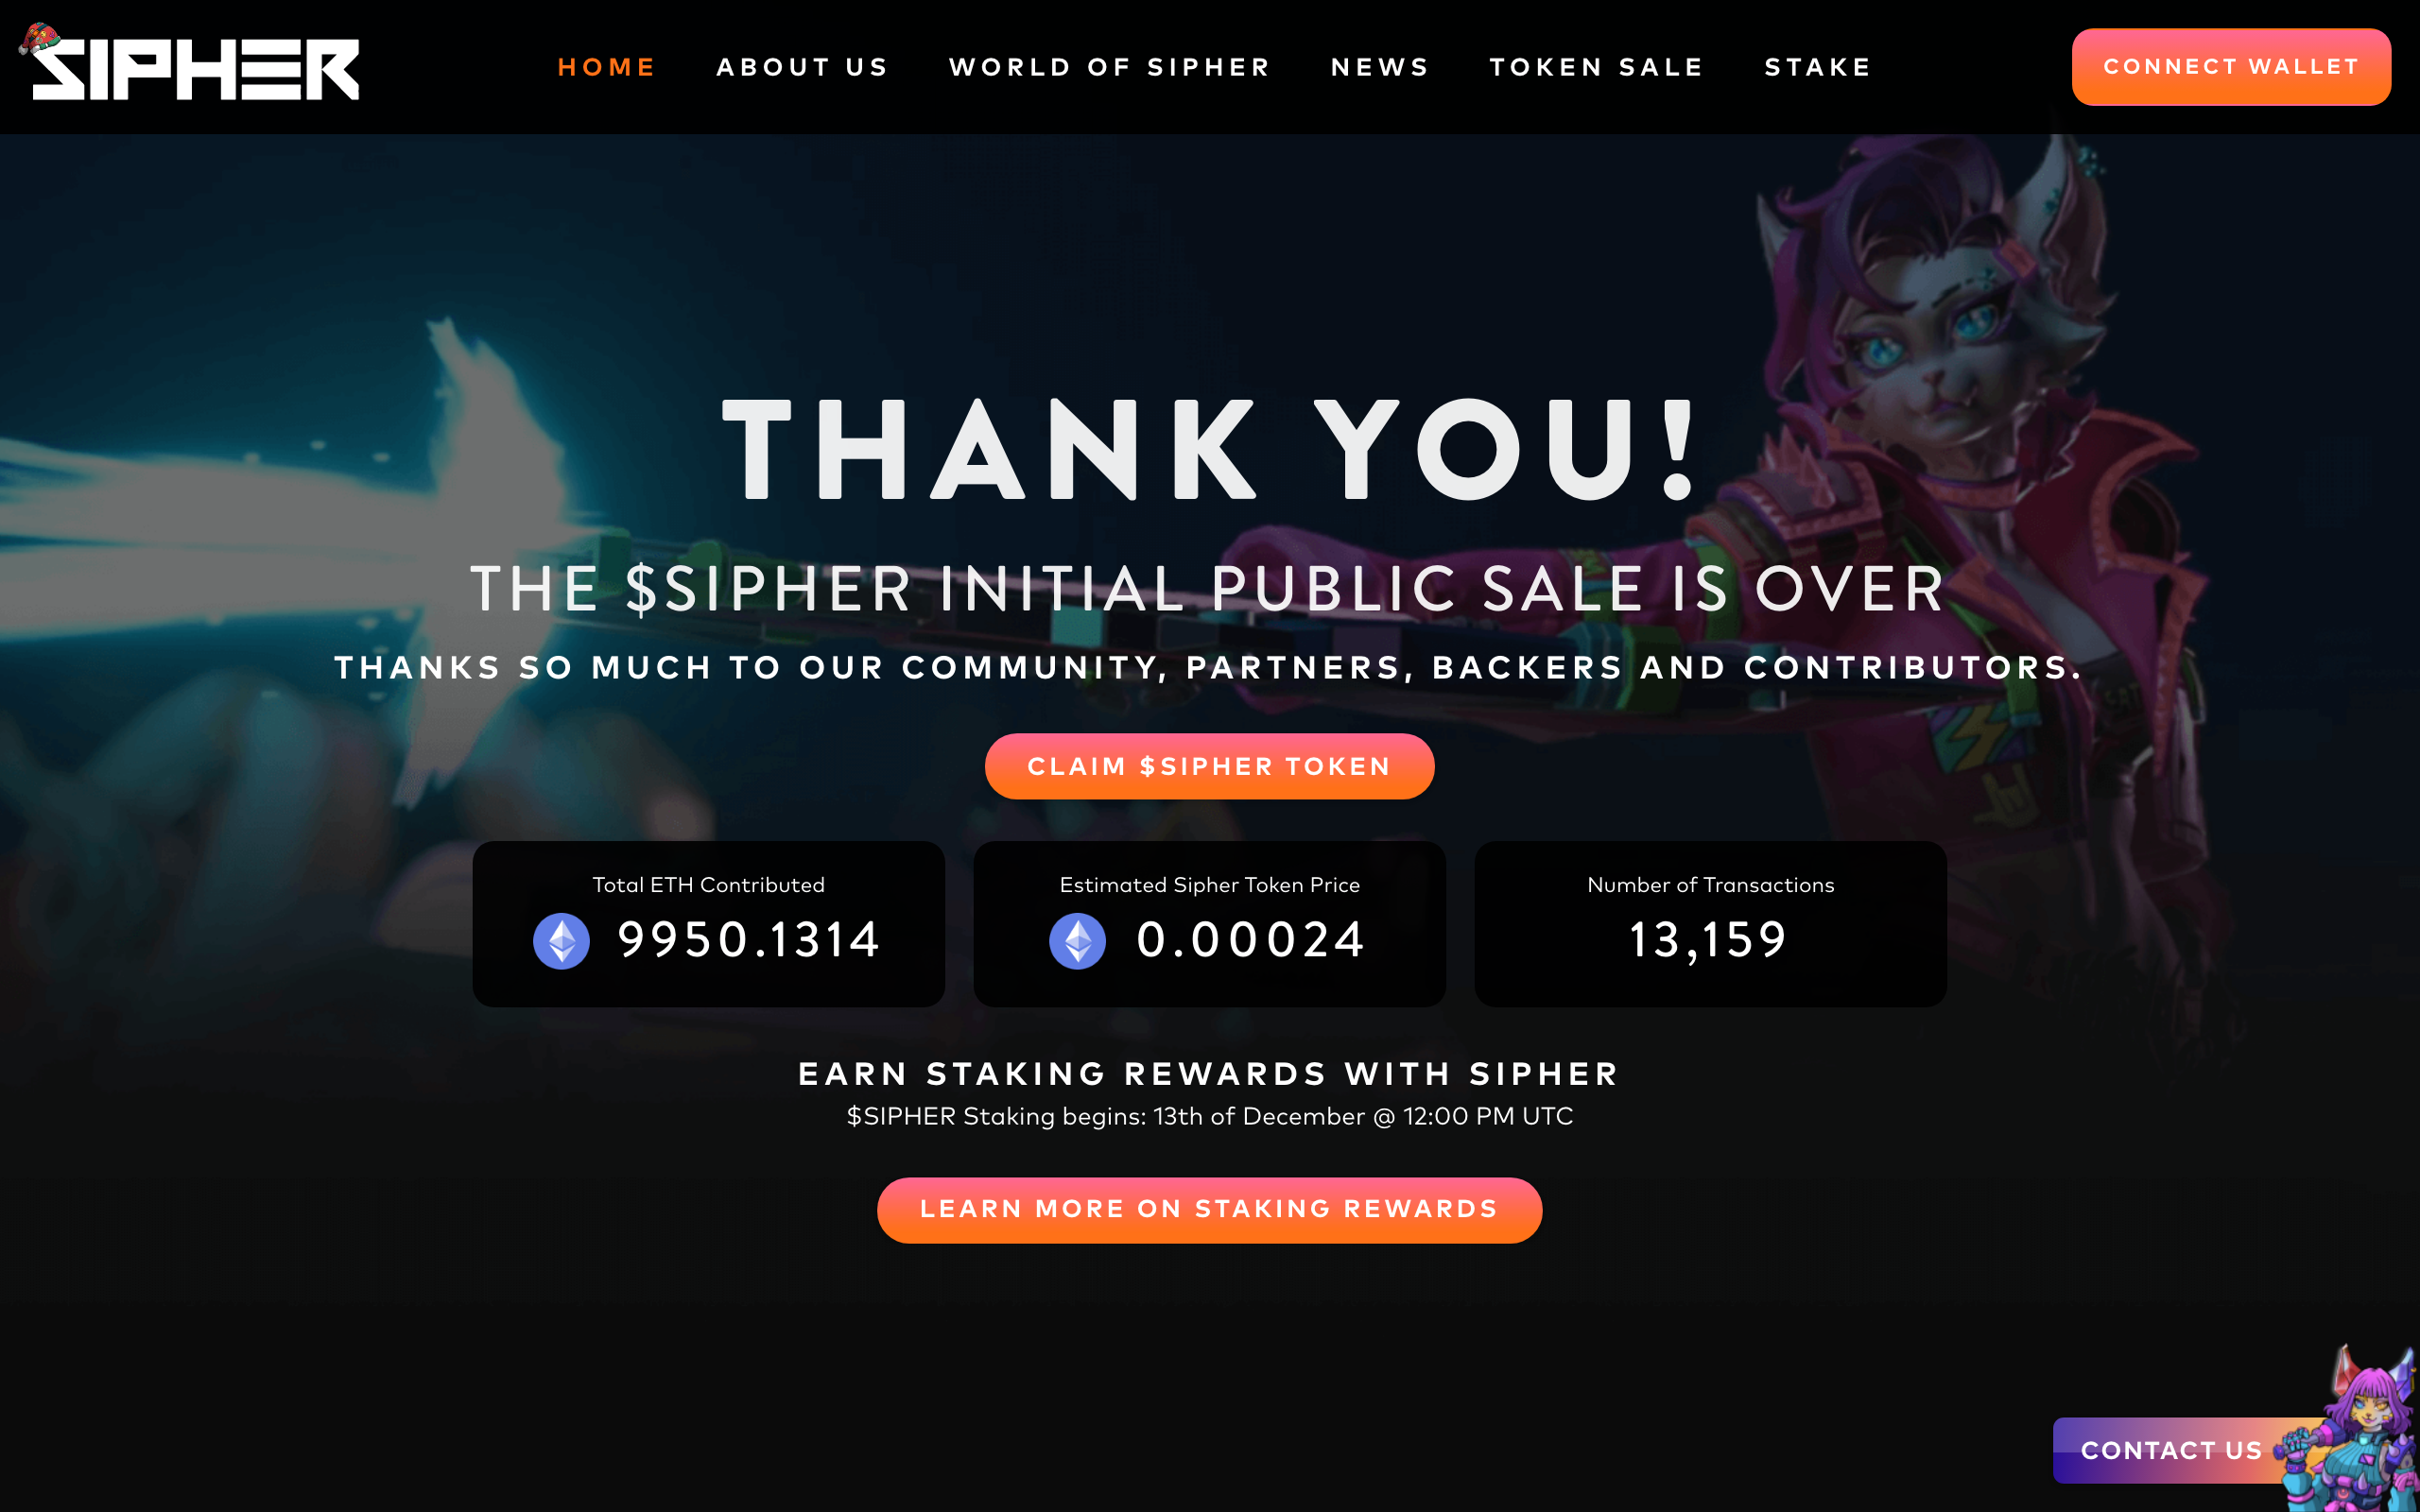 SIPHER
HOME
ABOUT US
WORLD OF SIPHER
NEWS
TOKEN SALE
STAKE
CONNECT WALLET
THANK YOU!
THE $SIPHER INITIAL PUBLIC SALE IS OVER
THANKS SO MUCH TO OUR COMMUNITY, PARTNERS, BACKERS AND CONTRIBUTORS.
CLAIM $SIPHER TOKEN
Total ETH Contributed
9950.1314
Estimated Sipher Token Price
0.00024
Number of Transactions
13,159
EARN STAKING REWARDS WITH SIPHER
$SIPHER Staking begins: 13th of December @ 12:00 PM UTC
LEARN MORE ON STAKING REWARDS
CONTACT US